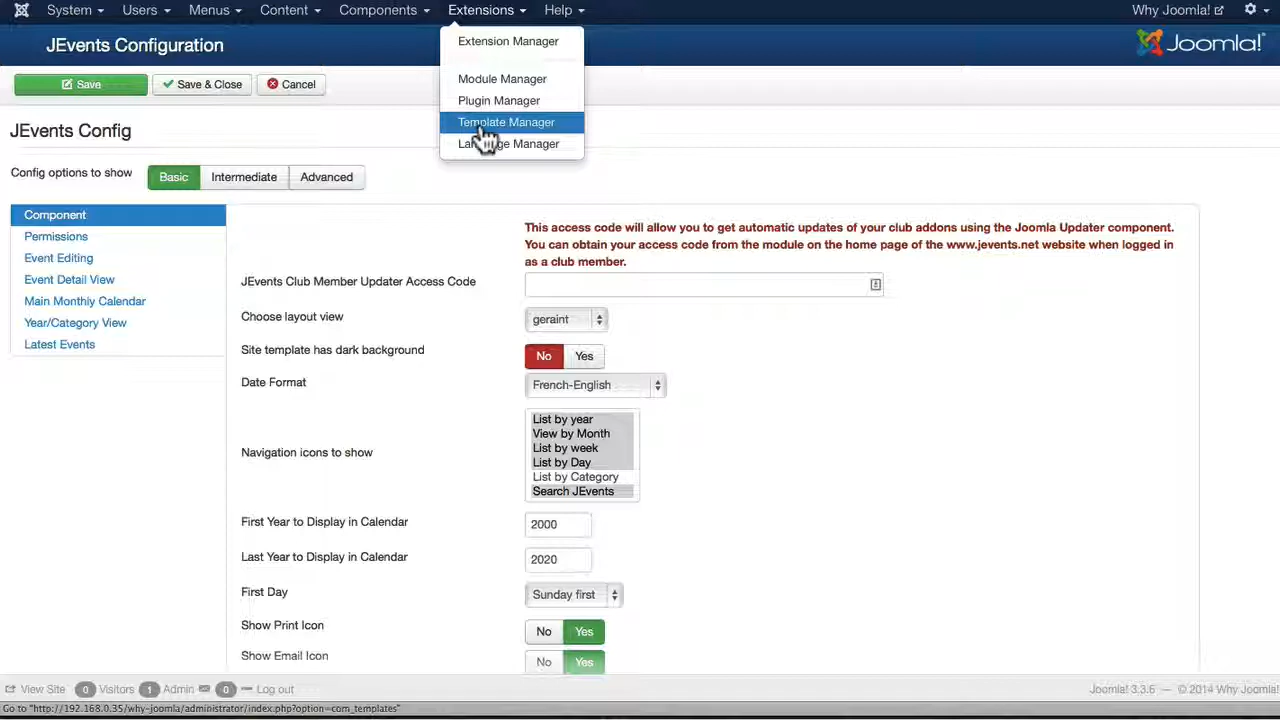 System Users Menus Content Components Extensions Help Why Joomla!
JEvents Configuration
Joomla!
Extension Manager
Module Manager
Plugin Manager
Template Manager
Manager
Save Save & Close Cancel
JEvents Config
Config options to show Basic Intermediate Advanced
Component
Permissions
Event Editing
Event Detail View
Main Monthly Calendar
Year/Category View
Latest Events
This access code will allow you to get automatic updates of your club addons using the Joomla Updater component.
You can obtain your access code from the module on the home page of the www.jevents.net website when logged in
as a club member.
JEvents Club Member Updater Access Code
Choose layout view geraint
Site template has dark background No Yes
Date Format French-English
Navigation icons to show
List by year
View by Month
List by week
List by Day
List by Category
Search JEvents
First Year to Display in Calendar 2000
Last Year to Display in Calendar 2020
First Day Sunday first
Show Print Icon No Yes
Show Email Icon No Yes
View Site 0 Visitors 1 Admin 0 Log out Joomla! 3.3.6 — © 2014 Why Joomla!
Go to "http://192.168.0.35/why-joomla/administrator/index.php?option=com_templates"